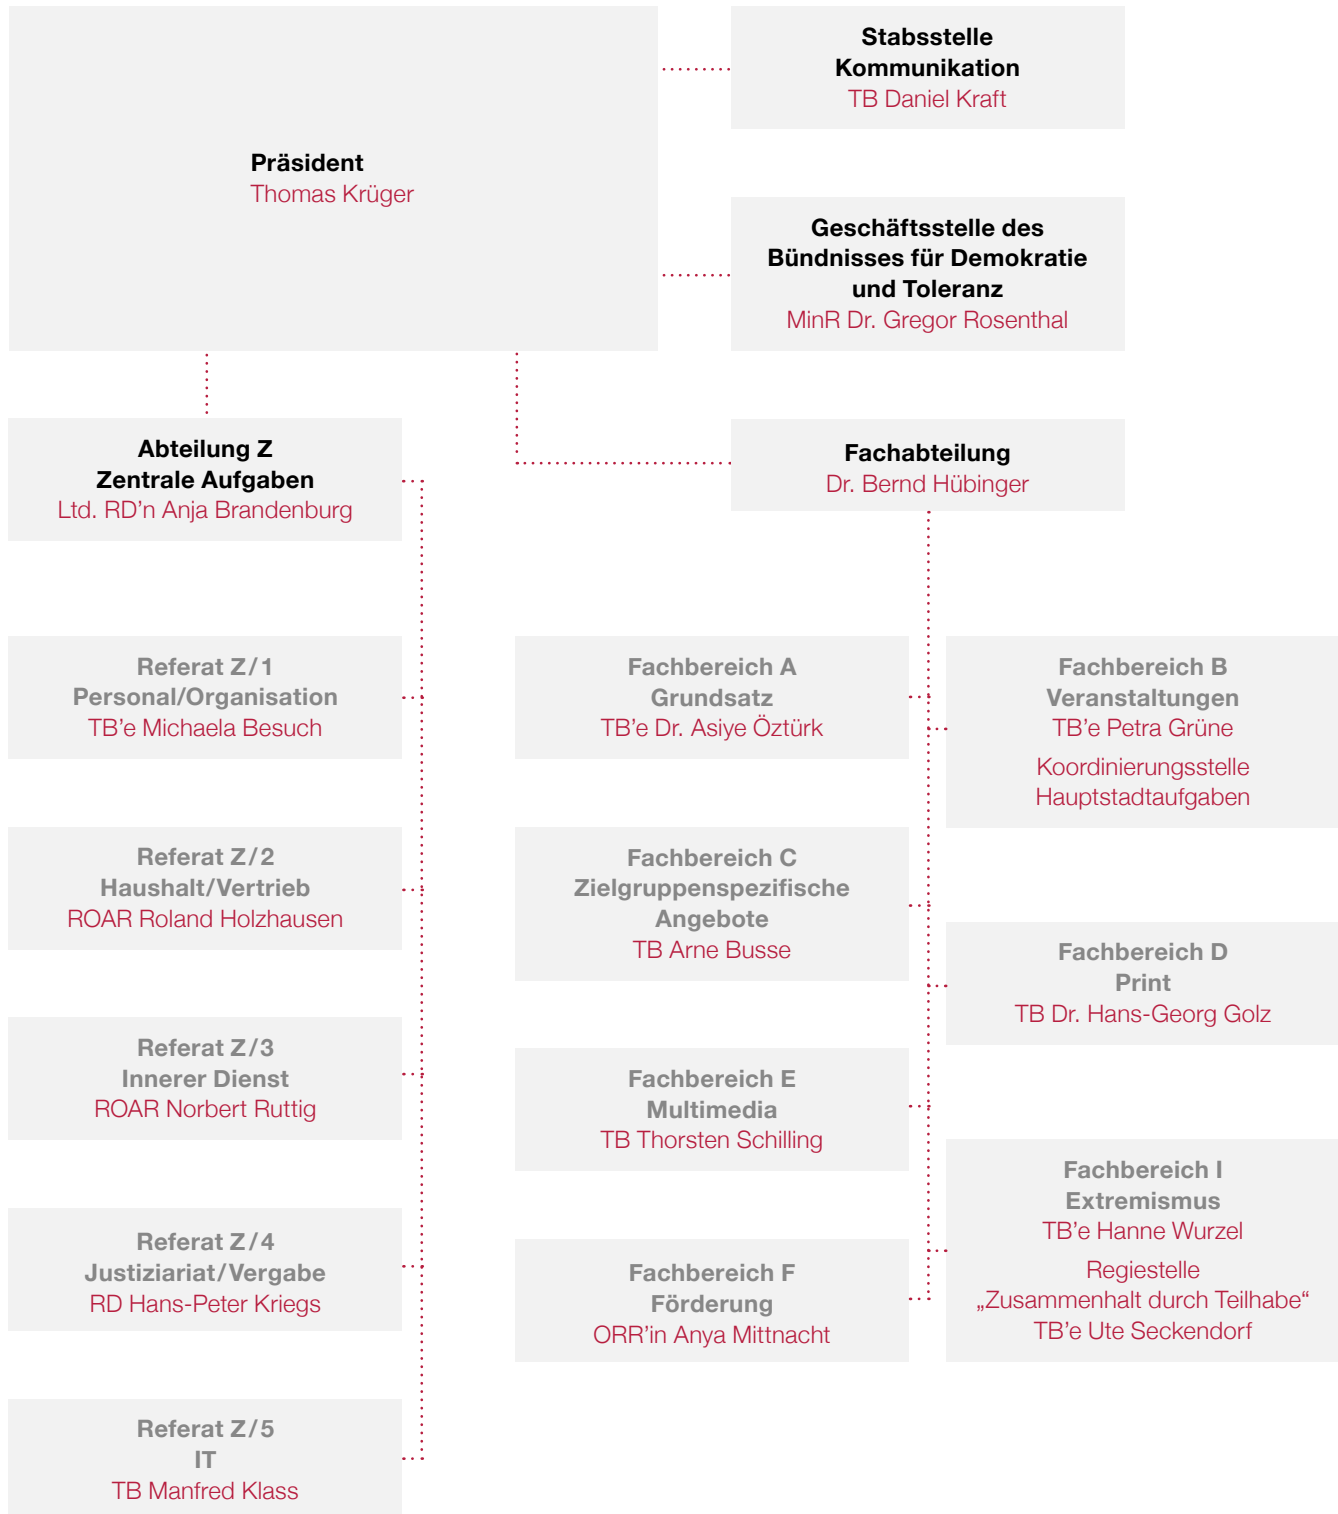 Präsident
Thomas Krüger
Stabsstelle
Kommunikation
TB Daniel Kraft
Geschäftsstelle des
Bündnisses für Demokratie
und Toleranz
MinR Dr. Gregor Rosenthal
Abteilung Z
Zentrale Aufgaben
Ltd. RD’n Anja Brandenburg
Fachabteilung
Dr. Bernd Hübinger
Referat Z/1
Personal/Organisation
TB’e Michaela Besuch
Referat Z/2
Haushalt/Vertrieb
ROAR Roland Holzhausen
Referat Z/3
Innerer Dienst
ROAR Norbert Ruttig
Referat Z/4
Justiziariat/Vergabe
RD Hans-Peter Kriegs
Referat Z/5
IT
TB Manfred Klass
Fachbereich A
Grundsatz
TB’e Dr. Asiye Öztürk
Fachbereich B
Veranstaltungen
TB’e Petra Grüne
Koordinierungsstelle
Hauptstadtaufgaben
Fachbereich C
Zielgruppenspezifische
Angebote
TB Arne Busse
Fachbereich D
Print
TB Dr. Hans-Georg Golz
Fachbereich E
Multimedia
TB Thorsten Schilling
Fachbereich I
Extremismus
TB’e Hanne Wurzel
Regiestelle
„Zusammenhalt durch Teilhabe“
TB’e Ute Seckendorf
Fachbereich F
Förderung
ORR’in Anya Mittnacht